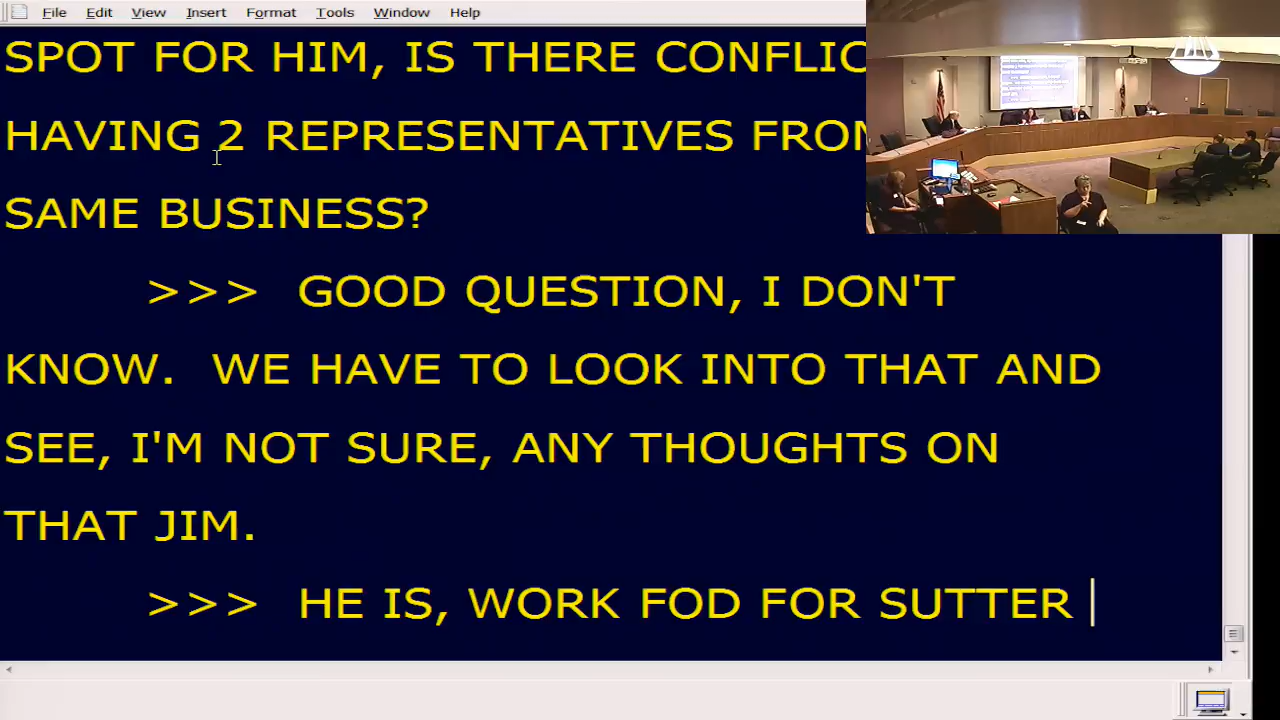 File Edit View Insert Format Tools Window Help
SPOT FOR HIM, IS THERE
HAVING 2 REPRESENTATIVES
SAME BUSINESS?
>>> GOOD QUESTION, I DON'T
KNOW. WE HAVE TO LOOK INTO THAT AND
SEE, I'M NOT SURE, ANY THOUGHTS ON
THAT JIM.
>>> HE IS, WORK FOD FOR SUTTER